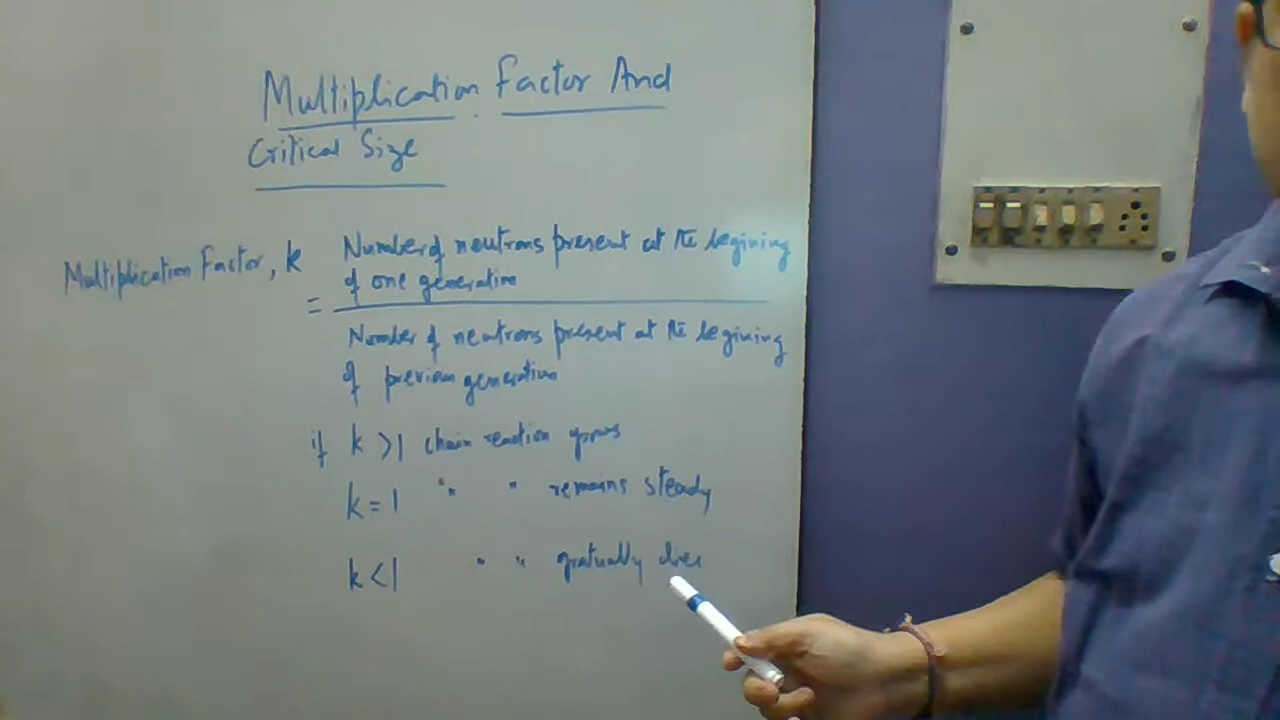 Multiplication Factor And
Critical Size
Multiplication Factor, k
= Number of neutrons present at the begining
of one generation
Number of neutrons present at the begining
of previous generation
if k >1 chain reaction grows
k = 1 " " remains steady
k <1 " " gratually dies